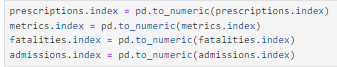 prescriptions.index = pd.to_numeric(prescriptions.index)
metrics.index = pd.to_numeric(metrics.index)
fatalities.index = pd.to_numeric(fatalities.index)
admissions.index = pd.to_numeric(admissions.index)